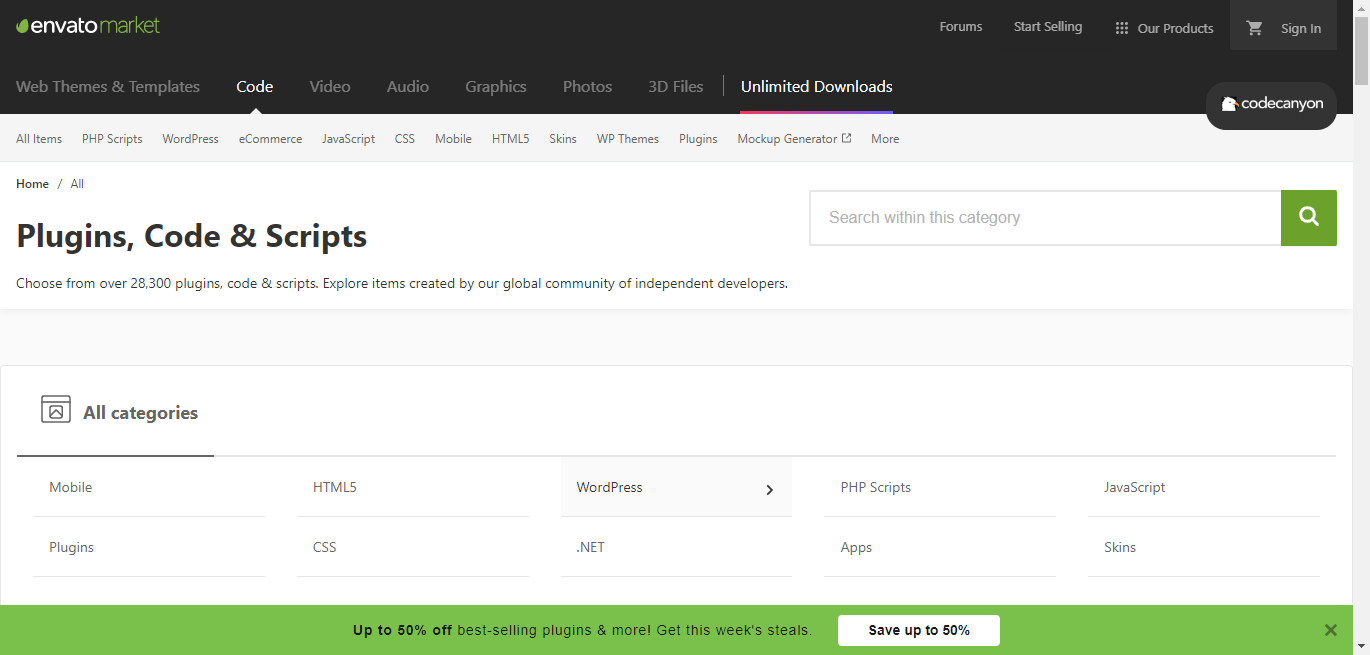 envatomarket
Forums Start Selling Our Products Sign In
Web Themes & Templates Code Video Audio Graphics Photos 3D Files Unlimited Downloads
codecanyon
All Items PHP Scripts WordPress eCommerce JavaScript CSS Mobile HTML5 Skins WP Themes Plugins Mockup Generator More
Home / All
Search within this category
Plugins, Code & Scripts
Choose from over 28,300 plugins, code & scripts. Explore items created by our global community of independent developers.
All categories
Mobile HTML5 WordPress PHP Scripts JavaScript
Plugins CSS .NET Apps Skins
Up to 50% off best-selling plugins & more! Get this week's steals. Save up to 50%